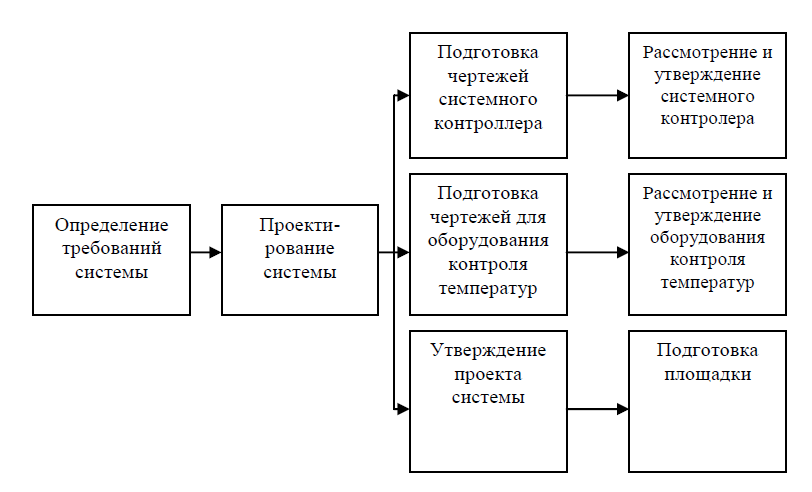 Определение
требований
системы
Проекти-
рование
системы
Подготовка
чертежей
системного
контроллера
Рассмотрение и
утверждение
системного
контролера
Подготовка
чертежей для
оборудования
контроля
температур
Рассмотрение и
утверждение
оборудования
контроля
температур
Утверждение
проекта
системы
Подготовка
площадки